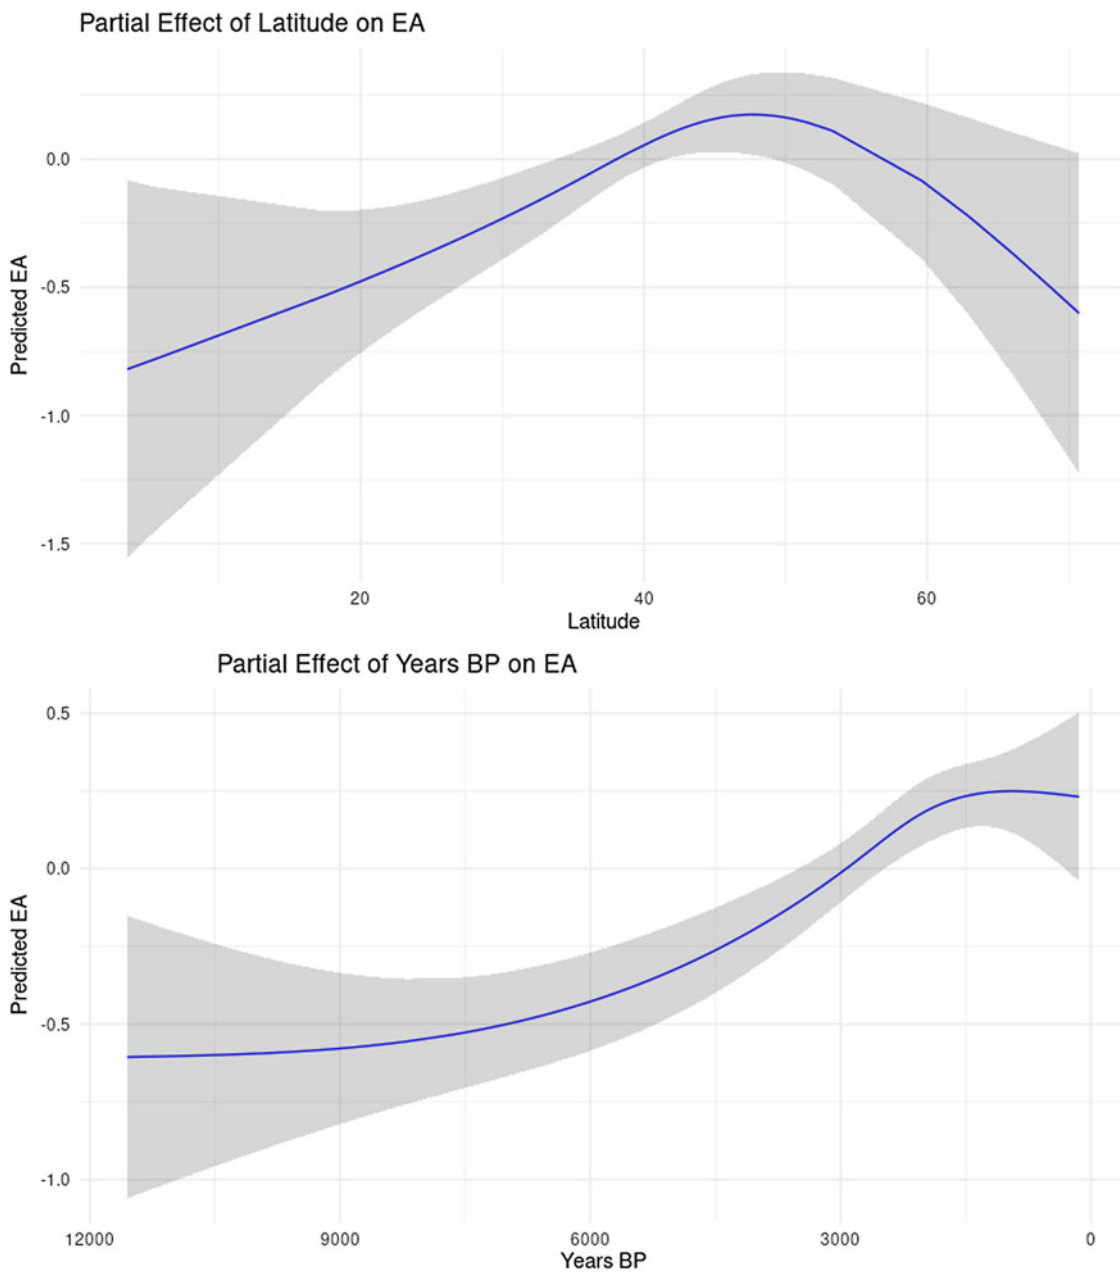 Partial Effect of Latitude on EA
Predicted EA
0.0
-0.5
-1.0
-1.5
20 40 60
Latitude
Partial Effect of Years BP on EA
Predicted EA
0.5
0.0
-0.5
-1.0
12000 9000 6000 3000 0
Years BP